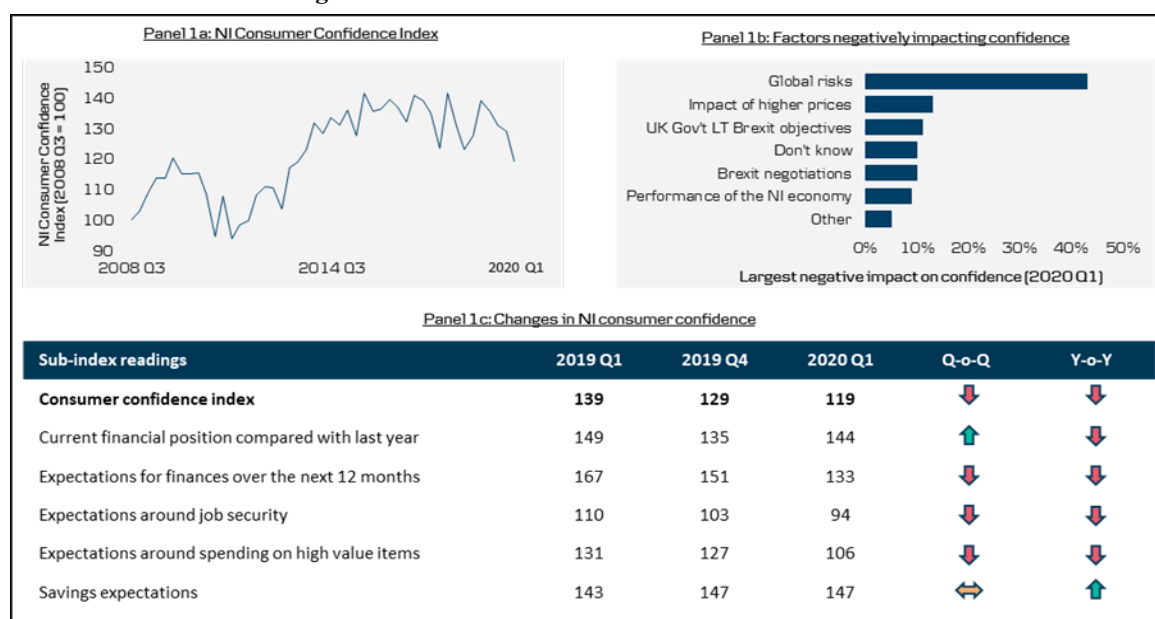 Panel 1a: NI Consumer Confidence Index
NI Consumer Confidence
Index (2008 Q3 = 100)
150
140
130
120
110
100
90
2008 Q3
2014 Q3
2020 Q1
Panel 1b: Factors negatively impacting confidence
Global risks
Impact of higher prices
UK Gov't LT Brexit objectives
Don't know
Brexit negotiations
Performance of the NI economy
Other
0% 10% 20% 30% 40% 50%
Largest negative impact on confidence (2020 Q1)
Panel 1c: Changes in NI consumer confidence
Sub-index readings 2019 Q1 2019 Q4 2020 Q1 Q-o-Q Y-o-Y
Consumer confidence index 139 129 119
Current financial position compared with last year 149 135 144
Expectations for finances over the next 12 months 167 151 133
Expectations around job security 110 103 94
Expectations around spending on high value items 131 127 106
Savings expectations 143 147 147